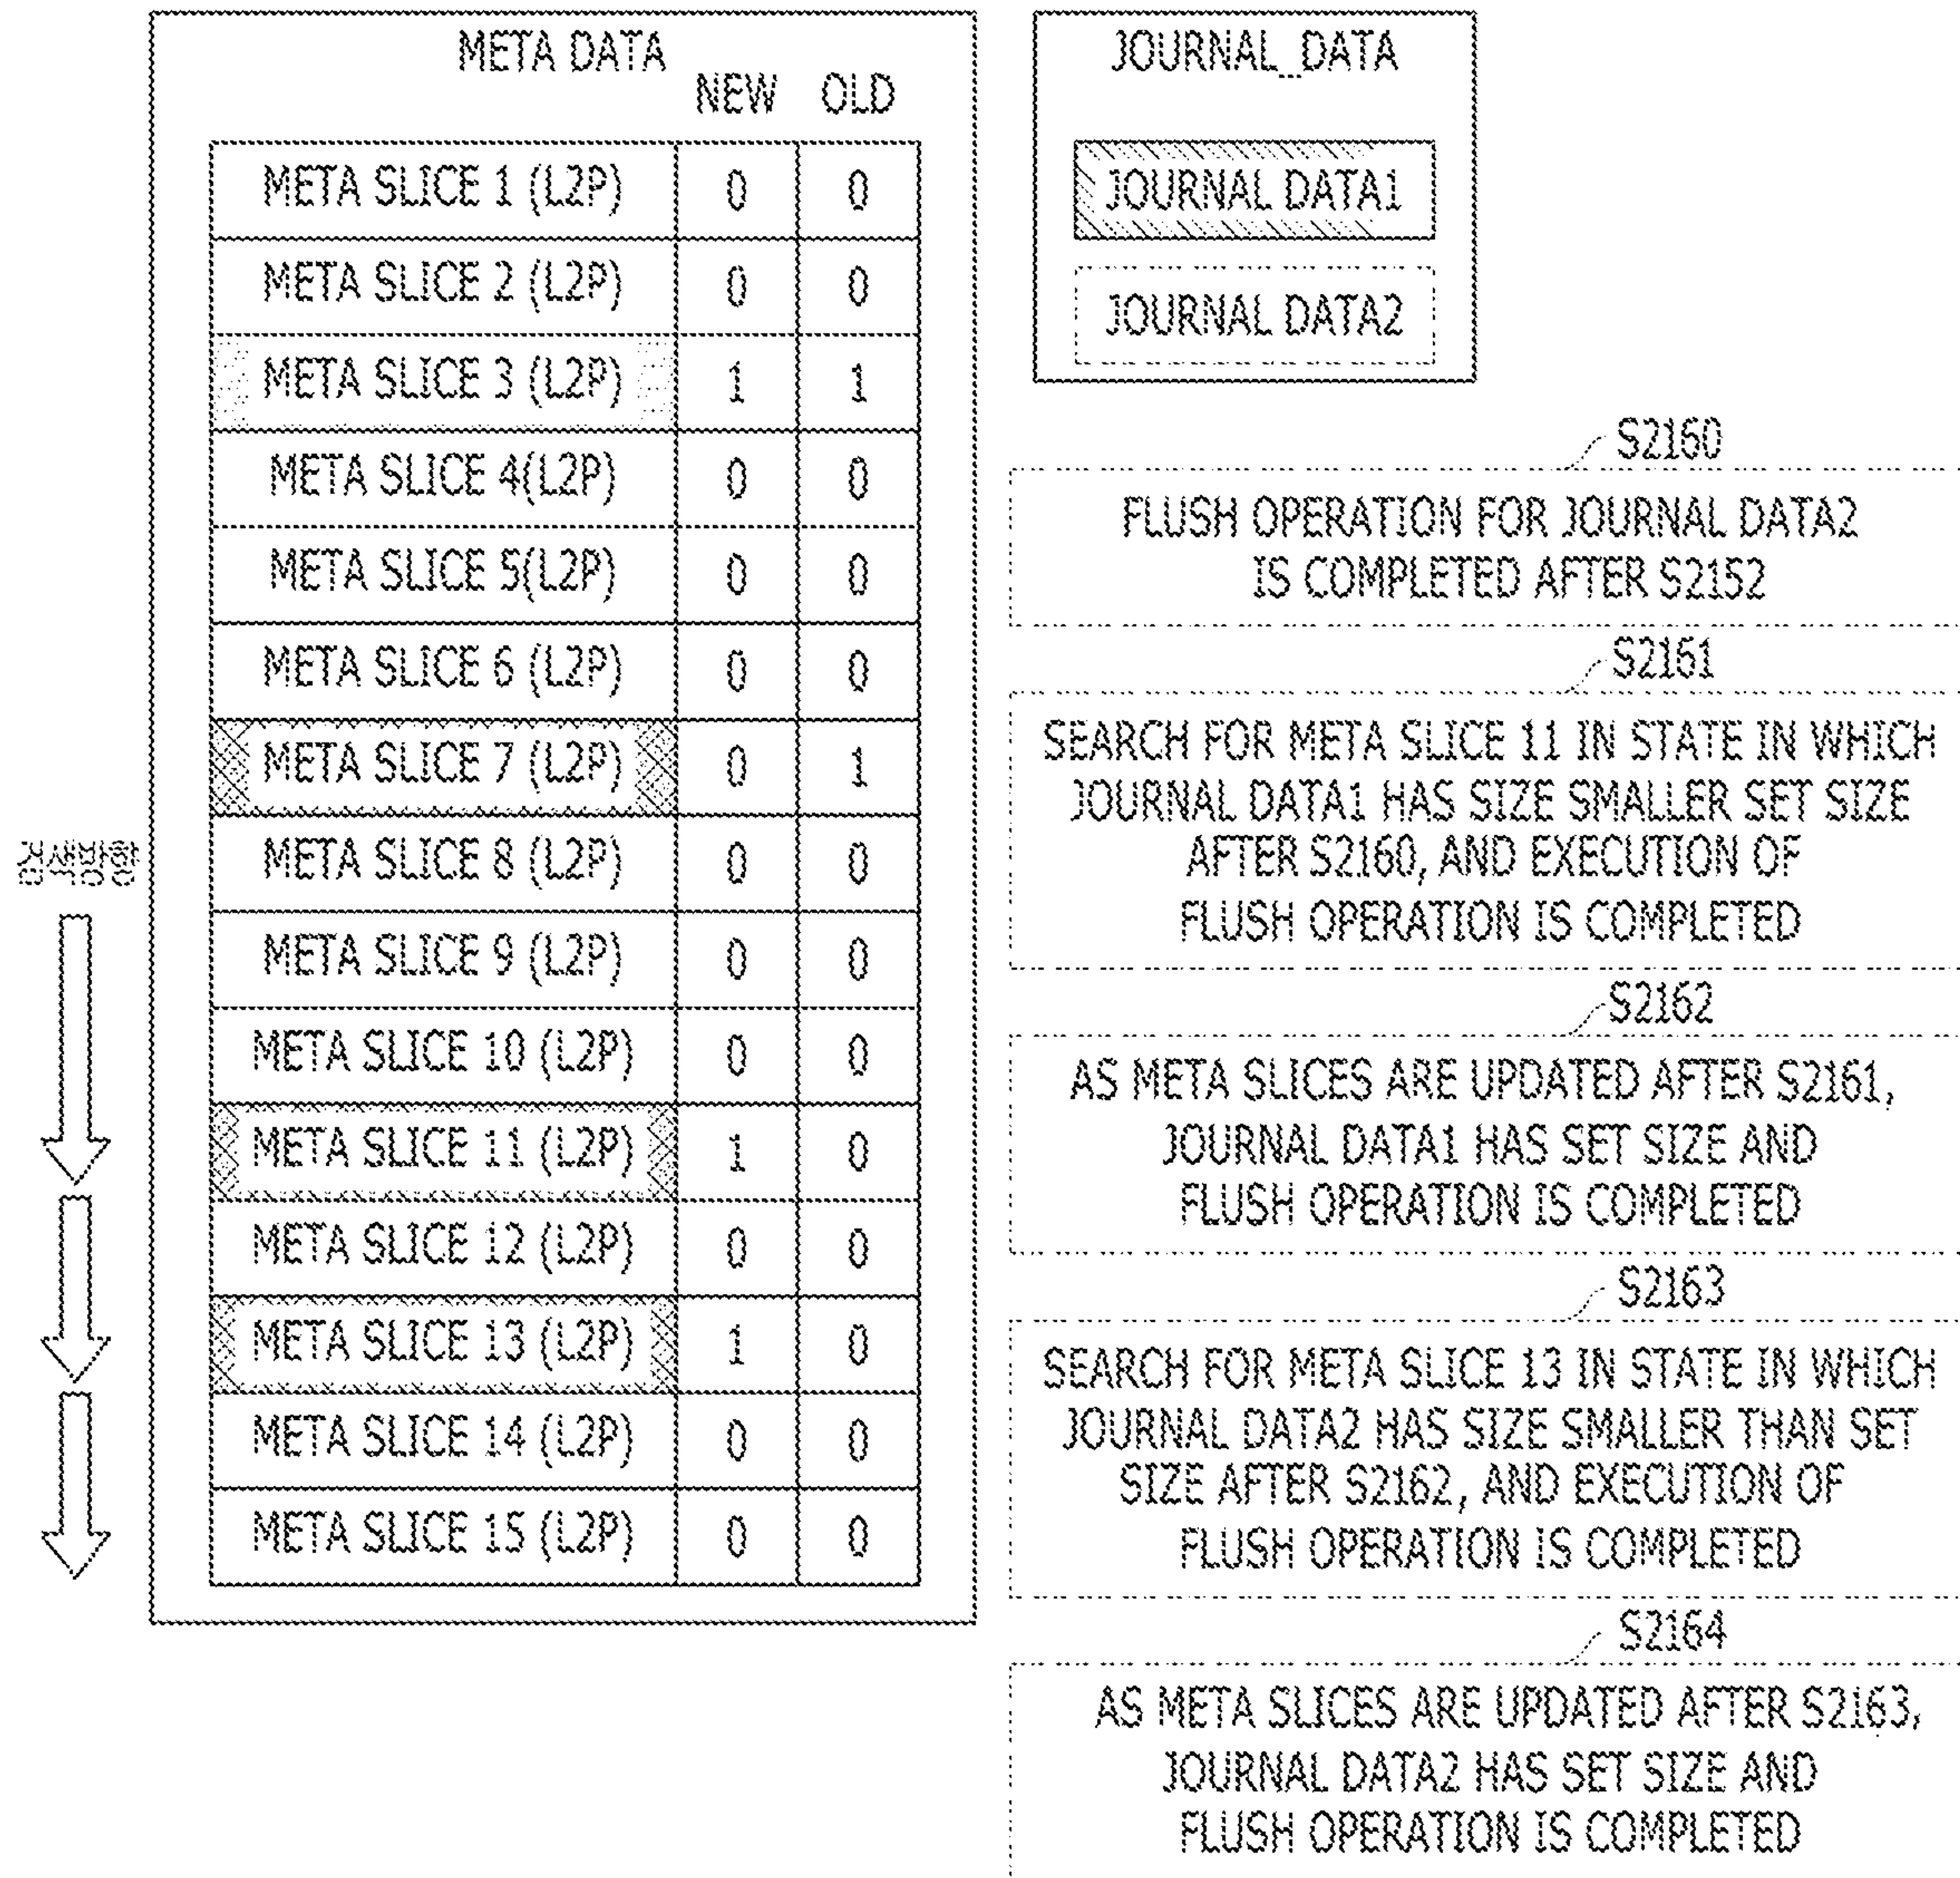 META DATA
NEW OLD
META SLICE 1 (L2P) 0 0
META SLICE 2 (L2P) 0 0
META SLICE 3 (L2P) 1 1
META SLICE 4(L2P) 0 0
META SLICE 5(L2P) 0 0
META SLICE 6 (L2P) 0 0
META SLICE 7 (L2P) 0 1
META SLICE 8 (L2P) 0 0
META SLICE 9 (L2P) 0 0
META SLICE 10 (L2P) 0 0
META SLICE 11 (L2P) 1 0
META SLICE 12 (L2P) 0 0
META SLICE 13 (L2P) 1 0
META SLICE 14 (L2P) 0 0
META SLICE 15 (L2P) 0 0
검색방향
JOURNAL_DATA
JOURNAL DATA1
JOURNAL DATA2
S2160
FLUSH OPERATION FOR JOURNAL DATA2
IS COMPLETED AFTER S2152
S2161
SEARCH FOR META SLICE 11 IN STATE IN WHICH
JOURNAL DATA1 HAS SIZE SMALLER SET SIZE
AFTER S2160, AND EXECUTION OF
FLUSH OPERATION IS COMPLETED
S2162
AS META SLICES ARE UPDATED AFTER S2161,
JOURNAL DATA1 HAS SET SIZE AND
FLUSH OPERATION IS COMPLETED
S2163
SEARCH FOR META SLICE 13 IN STATE IN WHICH
JOURNAL DATA2 HAS SIZE SMALLER THAN SET
SIZE AFTER S2162, AND EXECUTION OF
FLUSH OPERATION IS COMPLETED
S2164
AS META SLICES ARE UPDATED AFTER S2163,
JOURNAL DATA2 HAS SET SIZE AND
FLUSH OPERATION IS COMPLETED